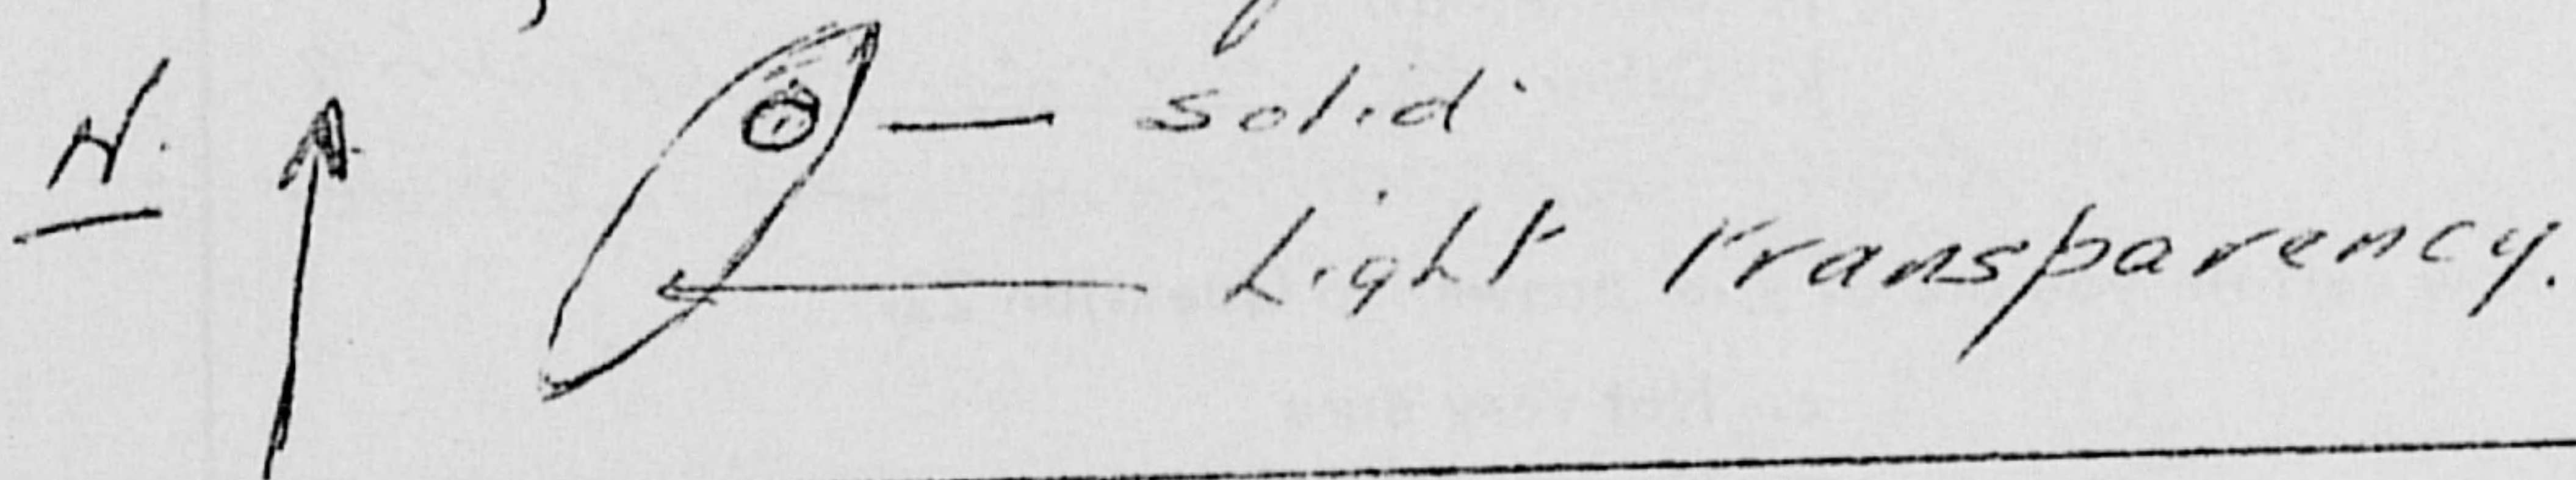 N.
solid
Light transparency.